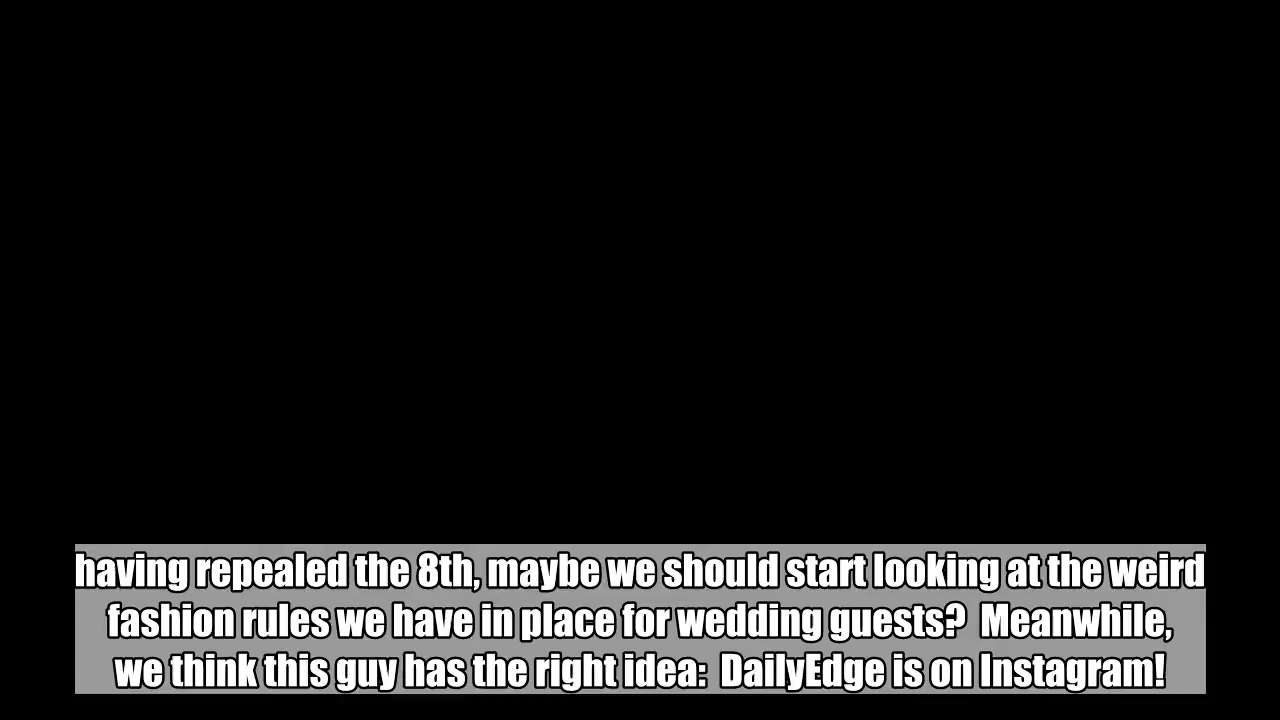 having repealed the 8th, maybe we should start looking at the weird
fashion rules we have in place for wedding guests?  Meanwhile,
we think this guy has the right idea:  DailyEdge is on Instagram!